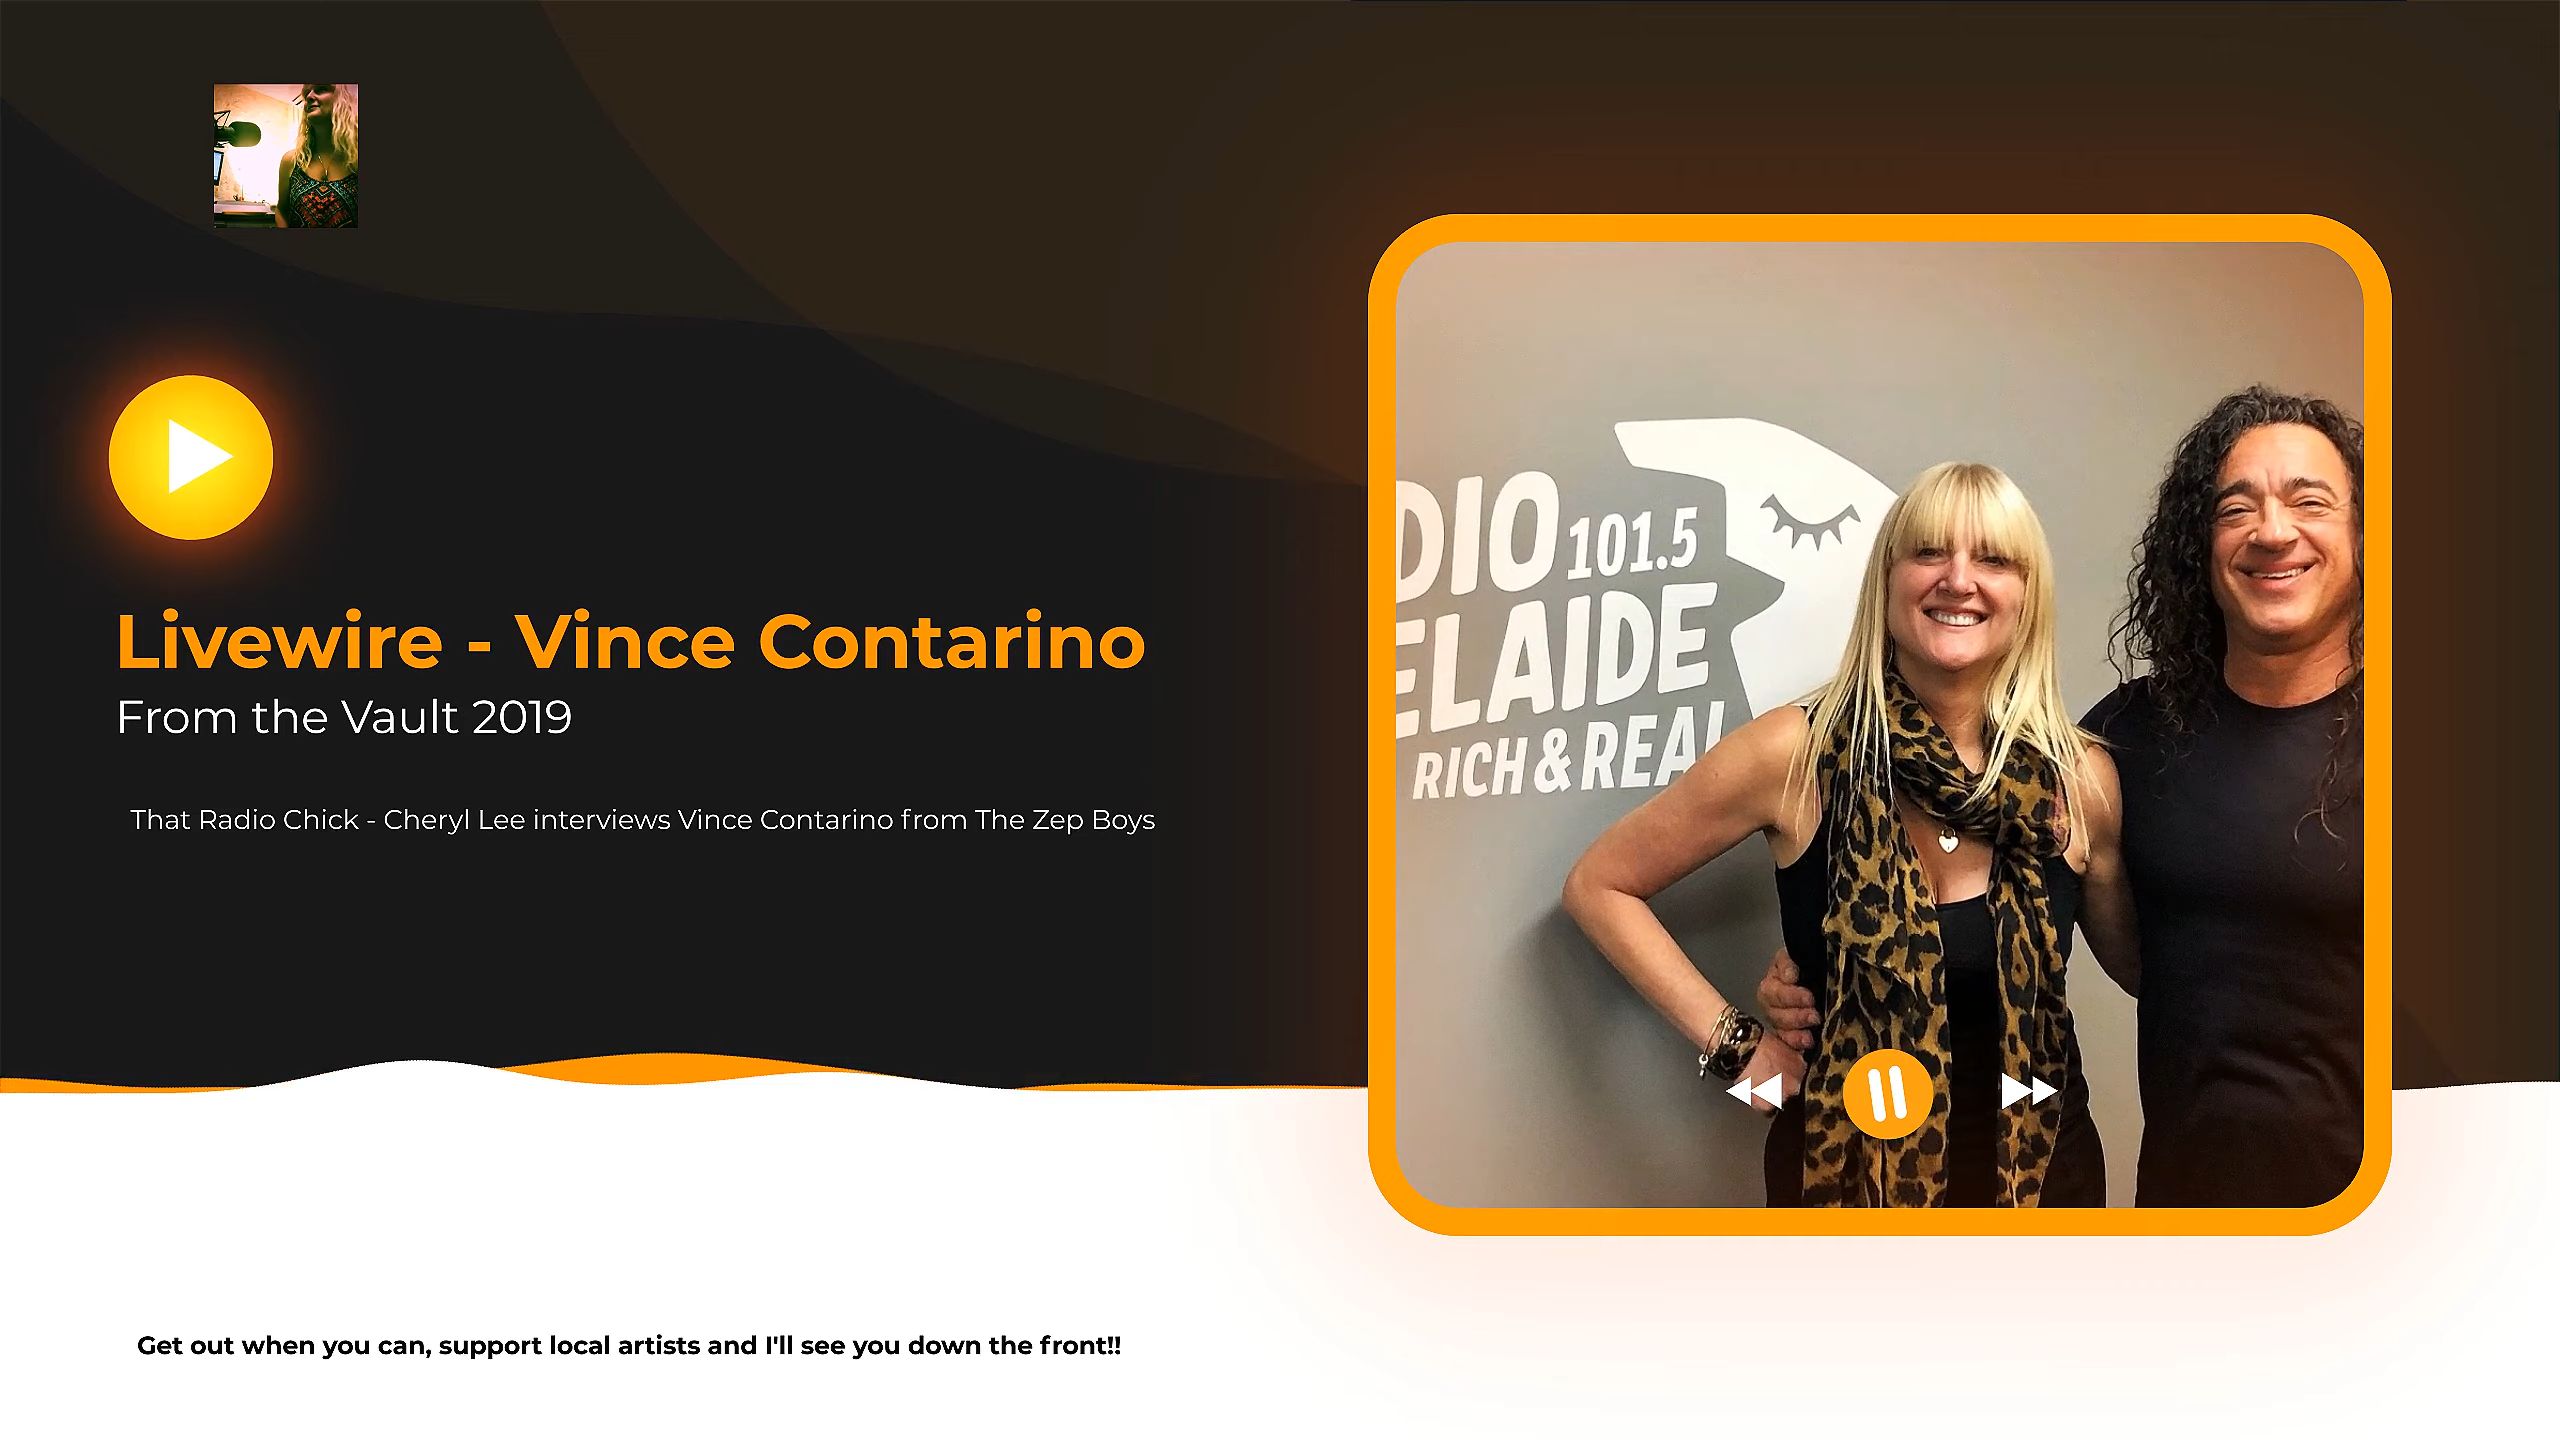 Livewire - Vince Contarino
From the Vault 2019
That Radio Chick - Cheryl Lee interviews Vince Contarino from The Zep Boys
DIO 101.5
ELAIDE
RICH & REAL
Get out when you can, support local artists and I'll see you down the front!!